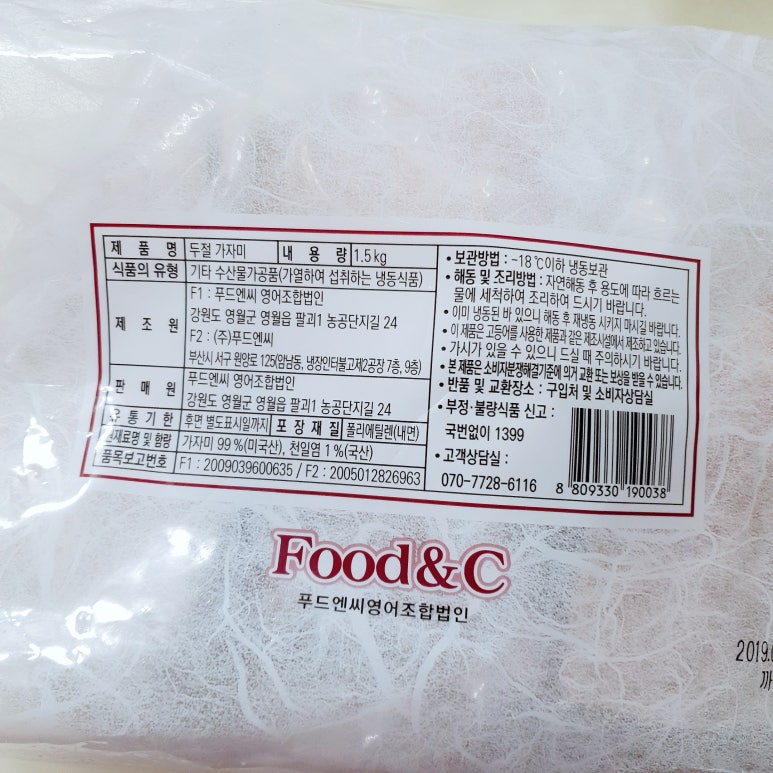 제 품 명 두절 가자미 내 용 량 1.5 kg
식품의 유형 기타 수산물가공품(가열하여 섭취하는 냉동식품)
제 조 원
F1 : 푸드엔씨 영어조합법인
강원도 영월군 영월읍 팔괴1 농공단지길 24
F2 : (주)푸드엔씨
부산시 서구 원양로 125(암남동, 냉장인터불고제2공장 7층, 9층)
판 매 원
푸드엔씨 영어조합법인
강원도 영월군 영월읍 팔괴1 농공단지길 24
유 통 기 한 후면 별도표시일까지 포 장 재 질 폴리에틸렌(내면)
원재료명 및 함량 가자미 99 %(미국산), 천일염 1 %(국산)
품목보고번호 F1 : 2009039600635 / F2 : 2005012826963
• 보관방법 : -18 ℃이하 냉동보관
• 해동 및 조리방법 : 자연해동 후 용도에 따라 흐르는
물에 세척하여 조리하여 드시기 바랍니다.
• 이미 냉동된 바 있으니 해동 후 재냉동 시키지 마시길 바랍니다.
• 이 제품은 고등어를 사용한 제품과 같은 제조시설에서 제조하고 있습니다.
가시가 있을 수 있으니 드실 때 주의하시기 바랍니다.
• 본 제품은 소비자분쟁해결기준에 의거 교환 또는 보상을 받을 수 있습니다.
• 반품 및 교환장소 : 구입처 및 소비자상담실
• 부정·불량식품 신고 :
국번없이 1399
• 고객상담실 :
070-7728-6116
8 809330 190038
Food&C
푸드엔씨영어조합법인
2019.
까